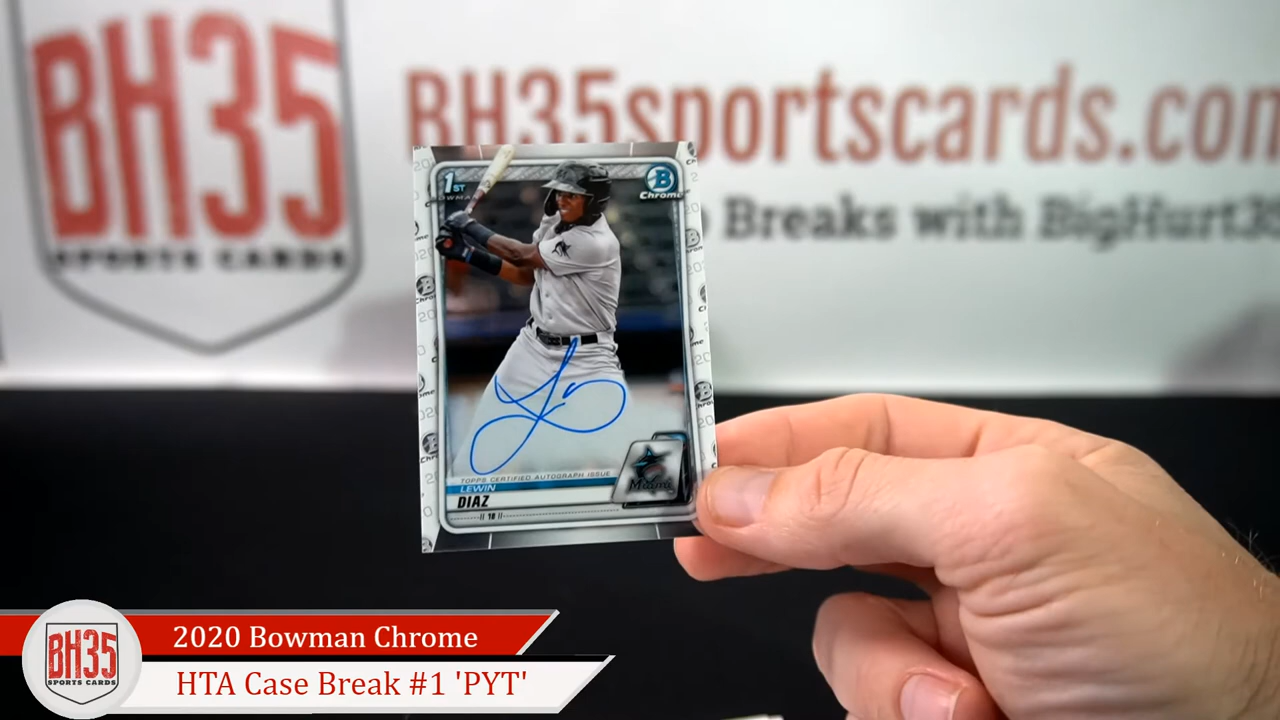 BH35
SPORTS CARDS
BH35sportscards.com
Breaks with BigHurt35
1ST
BOWMAN
B
Chrome
TOPPS CERTIFIED AUTOGRAPH ISSUE
LEWIN
DIAZ
18
Miami
BH35
SPORTS CARDS
2020 Bowman Chrome
HTA Case Break #1 'PYT'